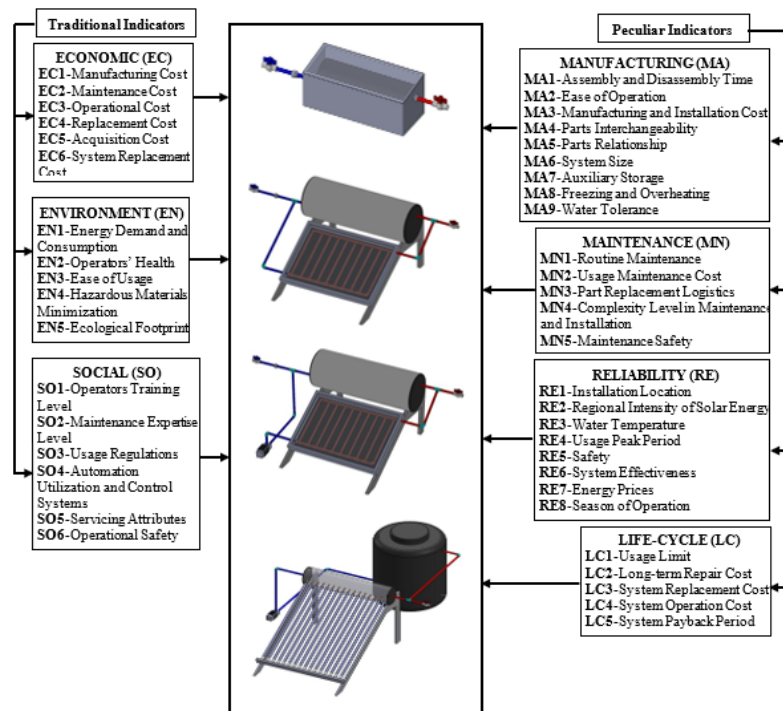 Traditional Indicators
ECONOMIC (EC)
EC1-Manufacturing Cost
EC2-Maintenance Cost
EC3-Operational Cost
EC4-Replacement Cost
EC5-Acquisition Cost
EC6-System Replacement
Cost
ENVIRONMENT (EN)
EN1-Energy Demand and
Consumption
EN2-Operators' Health
EN3-Ease of Usage
EN4-Hazardous Materials
Minimization
EN5-Ecological Footprint
SOCIAL (SO)
SO1-Operators Training
Level
SO2-Maintenance Expertise
Level
SO3-Usage Regulations
SO4-Automation
Utilization and Control
Systems
SO5-Servicing Attributes
SO6-Operational Safety
Peculiar Indicators
MANUFACTURING (MA)
MA1-Assembly and Disassembly Time
MA2-Ease of Operation
MA3-Manufacturing and Installation Cost
MA4-Parts Interchangeability
MA5-Parts Relationship
MA6-System Size
MA7-Auxiliary Storage
MA8-Freezing and Overheating
MA9-Water Tolerance
MAINTENANCE (MN)
MN1-Routine Maintenance
MN2-Usage Maintenance Cost
MN3-Part Replacement Logistics
MN4-Complexity Level in Maintenance
and Installation
MN5-Maintenance Safety
RELIABILITY (RE)
RE1-Installation Location
RE2-Regional Intensity of Solar Energy
RE3-Water Temperature
RE4-Usage Peak Period
RE5-Safety
RE6-System Effectiveness
RE7-Energy Prices
RE8-Season of Operation
LIFE-CYCLE (LC)
LC1-Usage Limit
LC2-Long-term Repair Cost
LC3-System Replacement Cost
LC4-System Operation Cost
LC5-System Payback Period